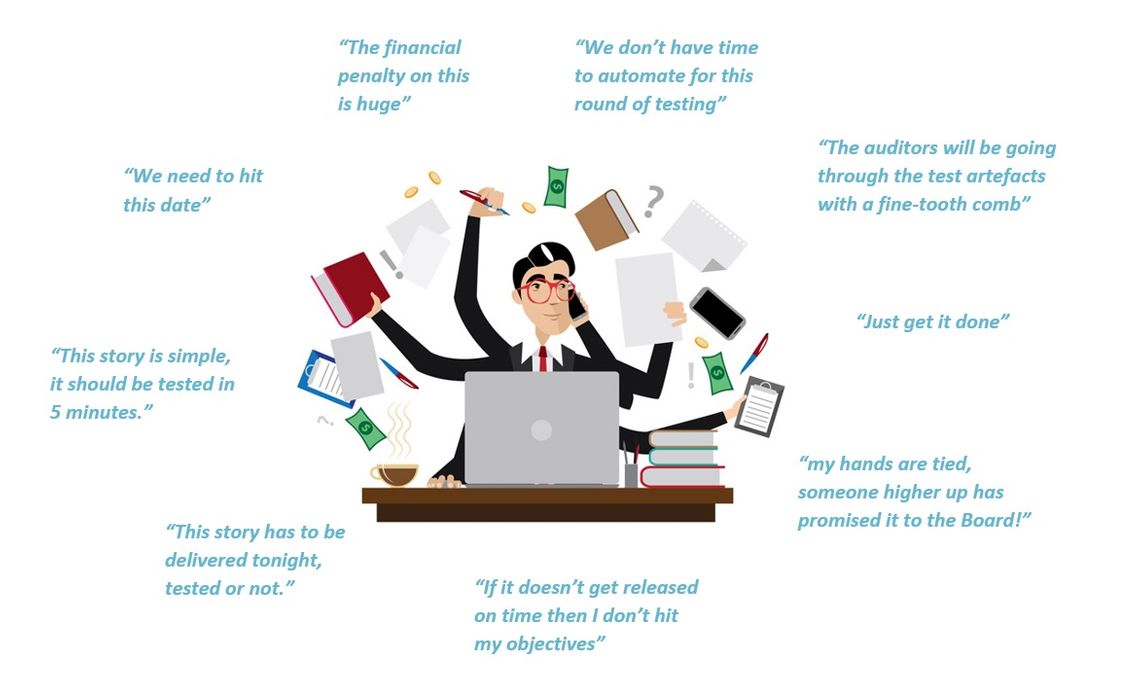 “The financial
penalty on this
is huge”
“We don’t have time
to automate for this
round of testing”
“The auditors will be going
through the test artefacts
with a fine-tooth comb”
“We need to hit
this date”
“Just get it done”
“This story is simple,
it should be tested in
5 minutes.”
“my hands are tied,
someone higher up has
promised it to the Board!”
“This story has to be
delivered tonight,
tested or not.”
“If it doesn’t get released
on time then I don’t hit
my objectives”
$
?
!
$
!
?
$